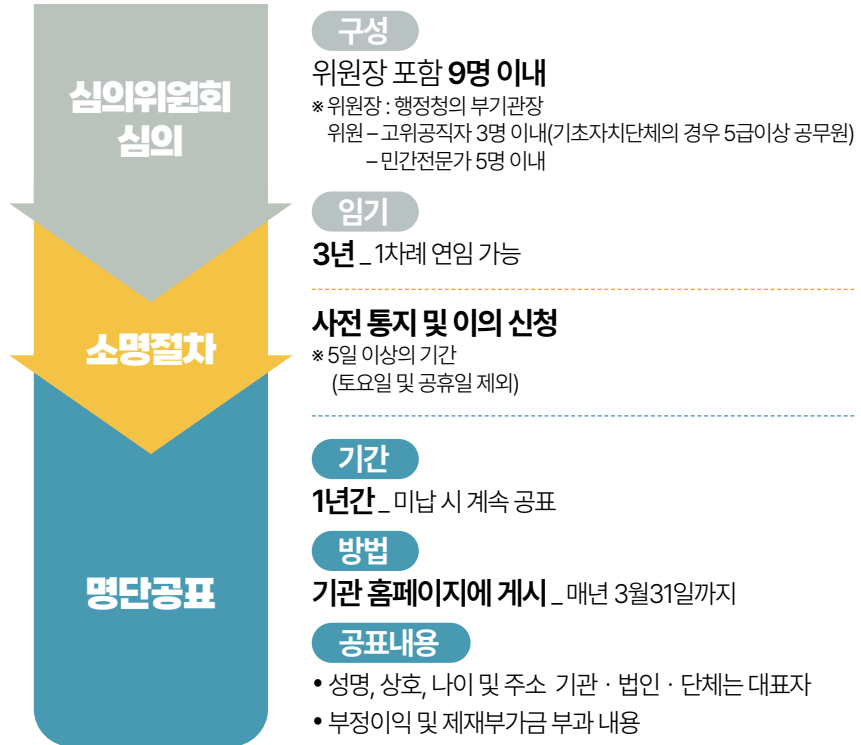 심의위원회
심의
구성
위원장 포함 9명 이내
※ 위원장 : 행정청의 부기관장
위원 – 고위공직자 3명 이내(기초자치단체의 경우 5급이상 공무원)
– 민간전문가 5명 이내
임기
3년 _ 1차례 연임 가능
소명절차
사전 통지 및 이의 신청
※ 5일 이상의 기간
(토요일 및 공휴일 제외)
명단공표
기간
1년간 _ 미납 시 계속 공표
방법
기관 홈페이지에 게시 _ 매년 3월31일까지
공표내용
• 성명, 상호, 나이 및 주소 기관 · 법인 · 단체는 대표자
• 부정이익 및 제재부가금 부과 내용